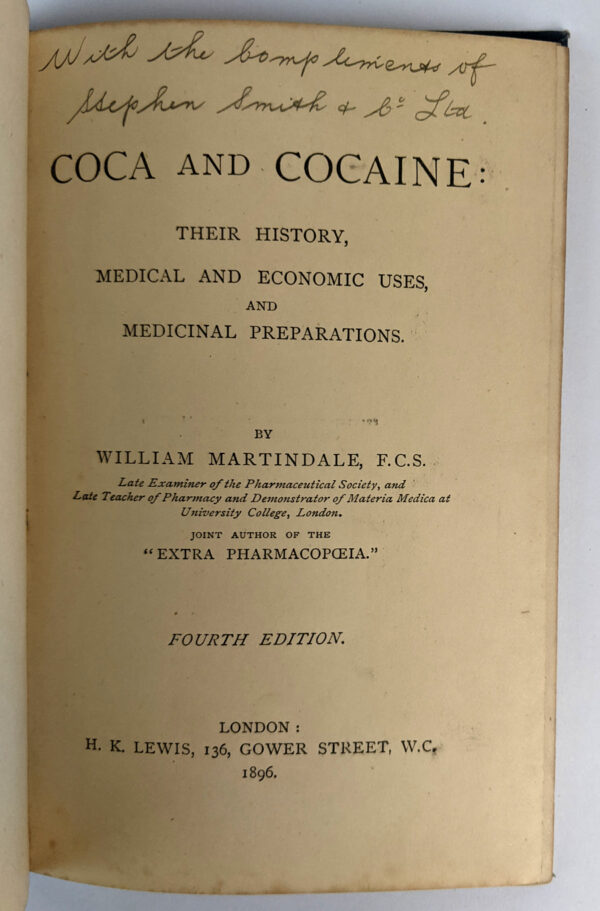 With the Compliments of
Stephen Smith & Co Ltd.
COCA AND COCAINE:
THEIR HISTORY,
MEDICAL AND ECONOMIC USES,
AND
MEDICINAL PREPARATIONS.
BY
WILLIAM MARTINDALE, F.C.S.
Late Examiner of the Pharmaceutical Society, and
Late Teacher of Pharmacy and Demonstrator of Materia Medica at
University College, London.
JOINT AUTHOR OF THE
“EXTRA PHARMACOPŒIA.”
FOURTH EDITION.
LONDON:
H. K. LEWIS, 136, GOWER STREET, W.C.
1896.